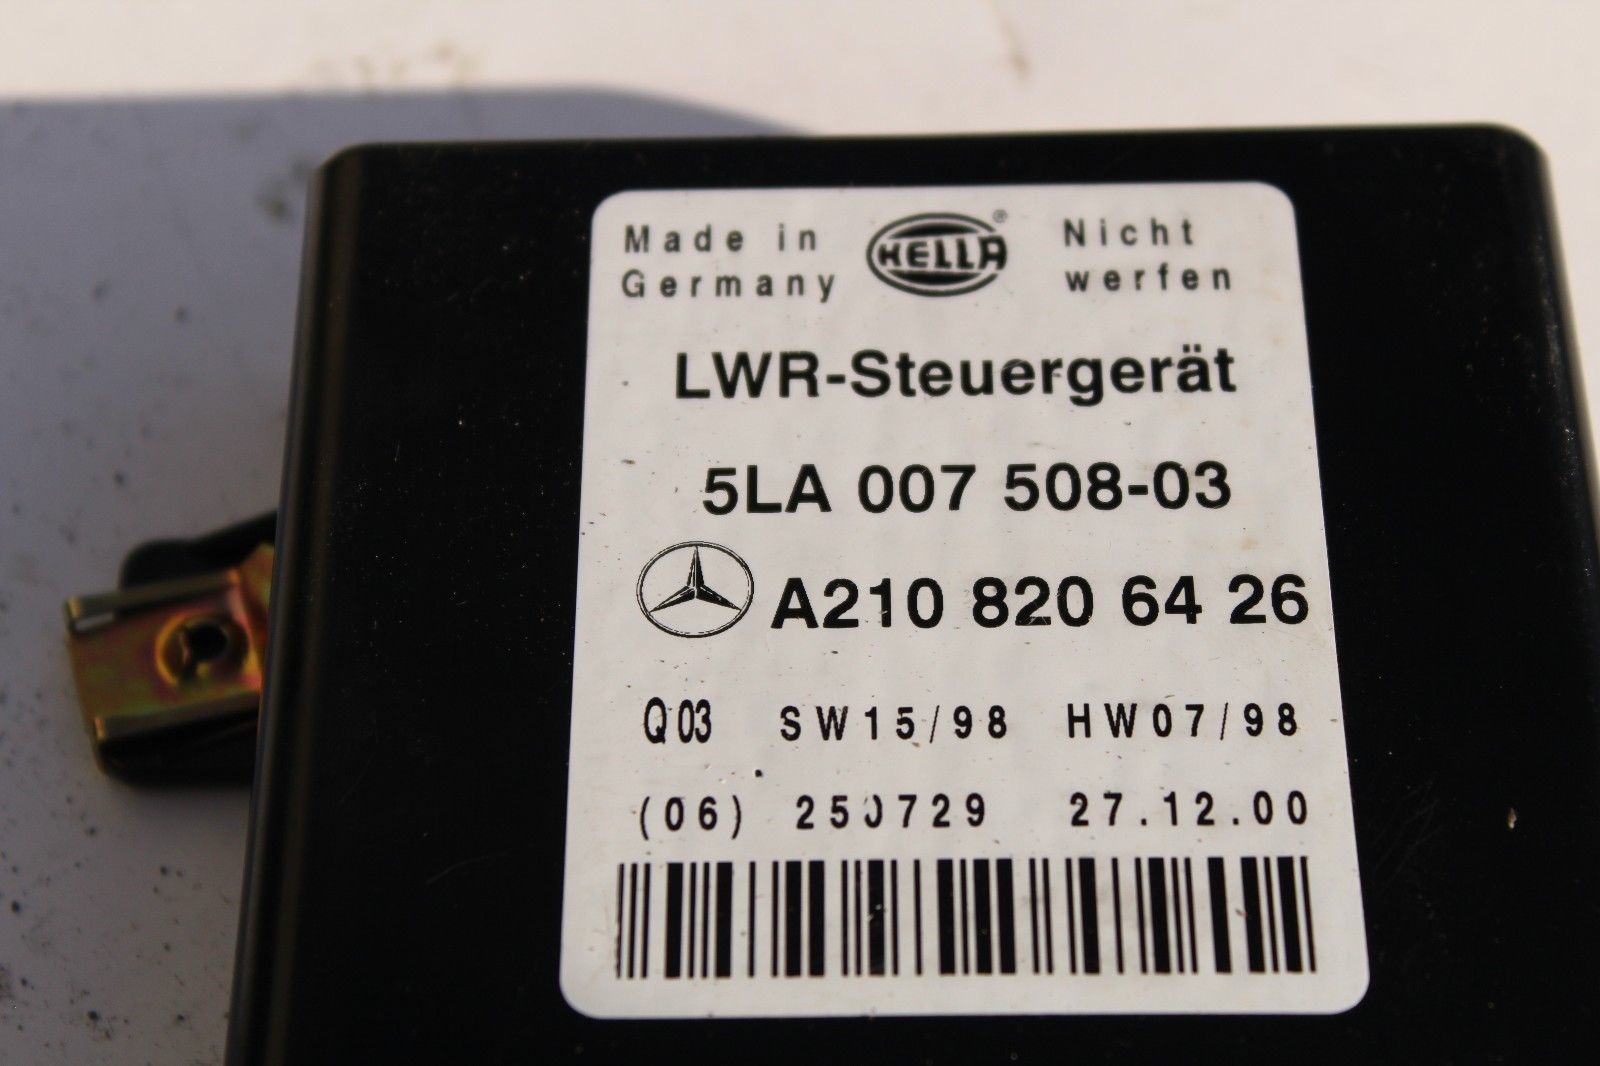 Made in
Germany
HELLA®
Nicht
werfen
LWR-Steuergerät
5LA 007 508-03
A210 820 64 26
Q03 SW15/98 HW07/98
(06) 250729 27.12.00